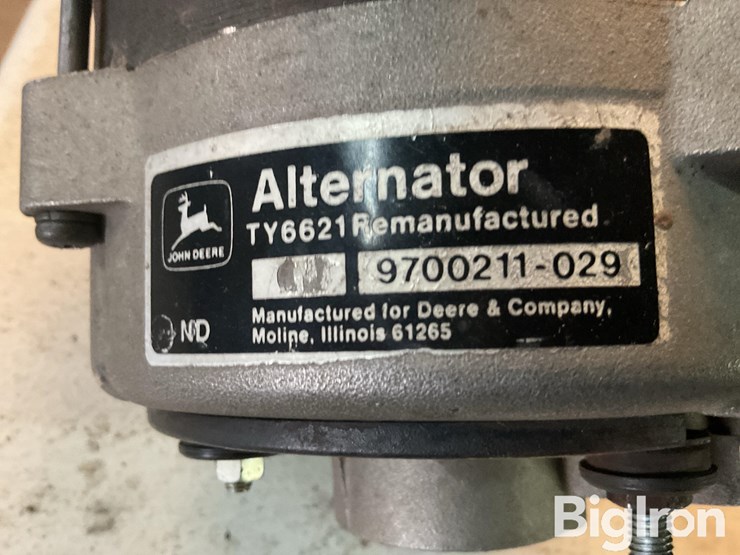 Alternator
TY6621 Remanufactured
JOHN DEERE
9700211-029
Manufactured for Deere & Company,
ND
Moline, Illinois 61265
BigIron